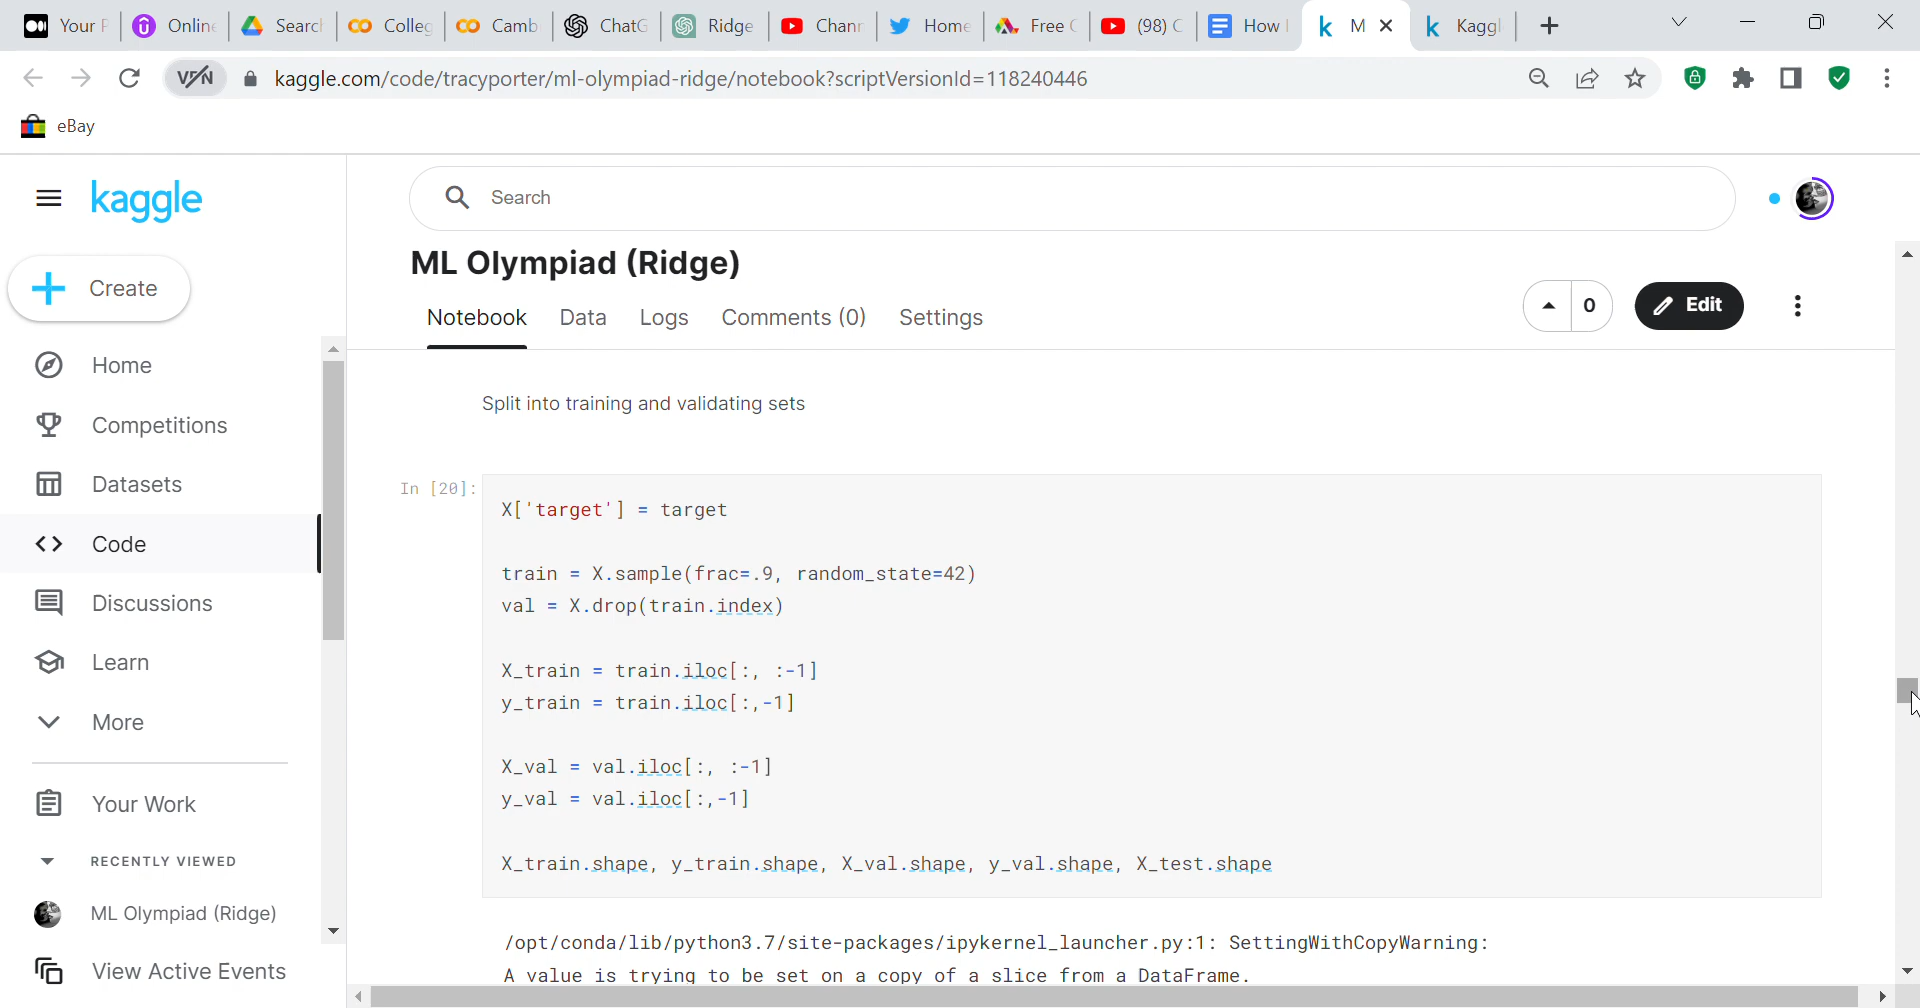 Your P
Online
Search
Colleg
Camb
ChatG
Ridge
Chann
Home
Free C
(98) C
How I
M
Kaggl
VPN
kaggle.com/code/tracyporter/ml-olympiad-ridge/notebook?scriptVersionId=118240446
eBay
kaggle
Search
Create
ML Olympiad (Ridge)
Notebook
Data
Logs
Comments (0)
Settings
0
Edit
Home
Competitions
Datasets
Code
Discussions
Learn
More
Your Work
RECENTLY VIEWED
ML Olympiad (Ridge)
View Active Events
Split into training and validating sets
In [20]:
X['target'] = target
train = X.sample(frac=.9, random_state=42)
val = X.drop(train.index)
X_train = train.iloc[:, :-1]
y_train = train.iloc[:,-1]
X_val = val.iloc[:, :-1]
y_val = val.iloc[:,-1]
X_train.shape, y_train.shape, X_val.shape, y_val.shape, X_test.shape
/opt/conda/lib/python3.7/site-packages/ipykernel_launcher.py:1: SettingWithCopyWarning:
A value is trying to be set on a copy of a slice from a DataFrame.